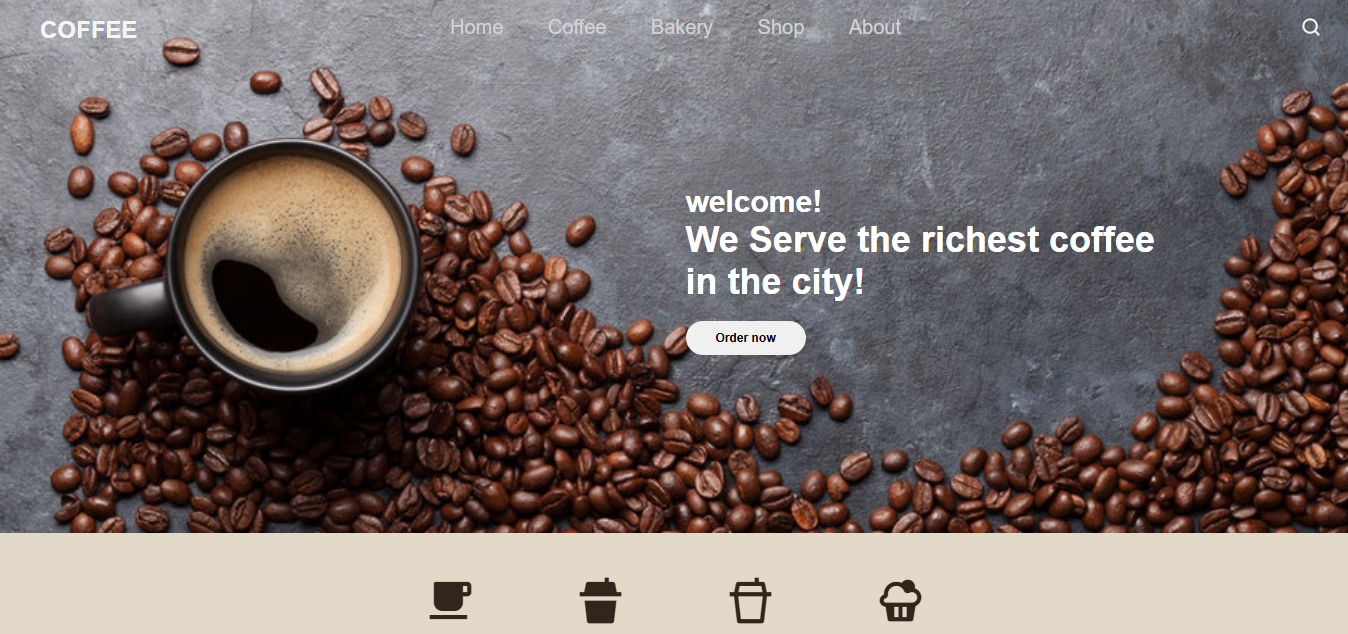 COFFEE
Home Coffee Bakery Shop About
welcome!
We Serve the richest coffee
in the city!
Order now